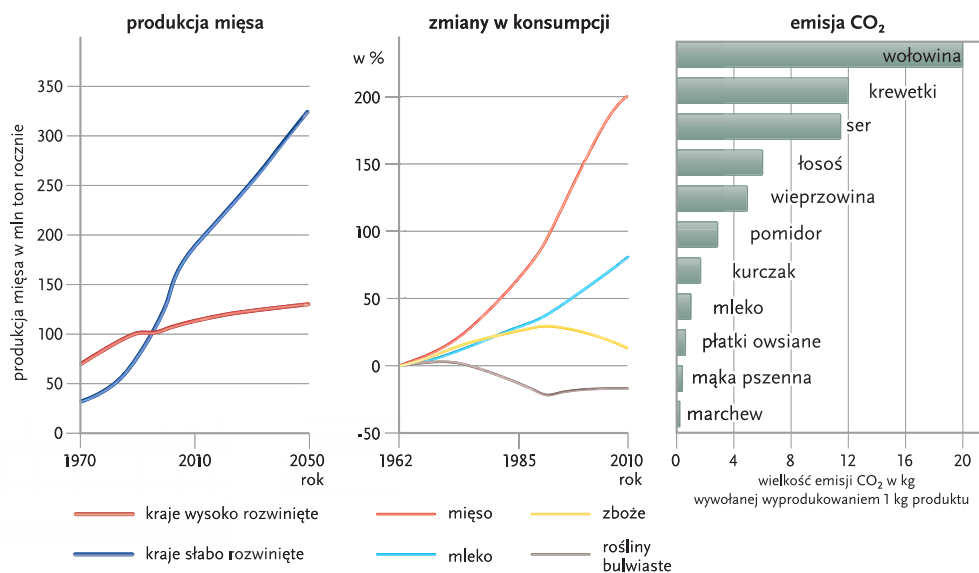 produkcja mięsa
produkcja mięsa w mln ton rocznie
350
300
250
200
150
100
50
0
1970
2010
2050
rok
kraje wysoko rozwinięte
kraje słabo rozwinięte
zmiany w konsumpcji
w %
200
150
100
50
0
-50
1962
1985
2010
rok
mięso
zboże
mleko
rośliny
bulwiaste
emisja CO₂
wołowina
krewetki
ser
łosoś
wieprzowina
pomidor
kurczak
mleko
płatki owsiane
mąka pszenna
marchew
0
4
8
12
16
20
wielkość emisji CO₂ w kg
wywołanej wyprodukowaniem 1 kg produktu